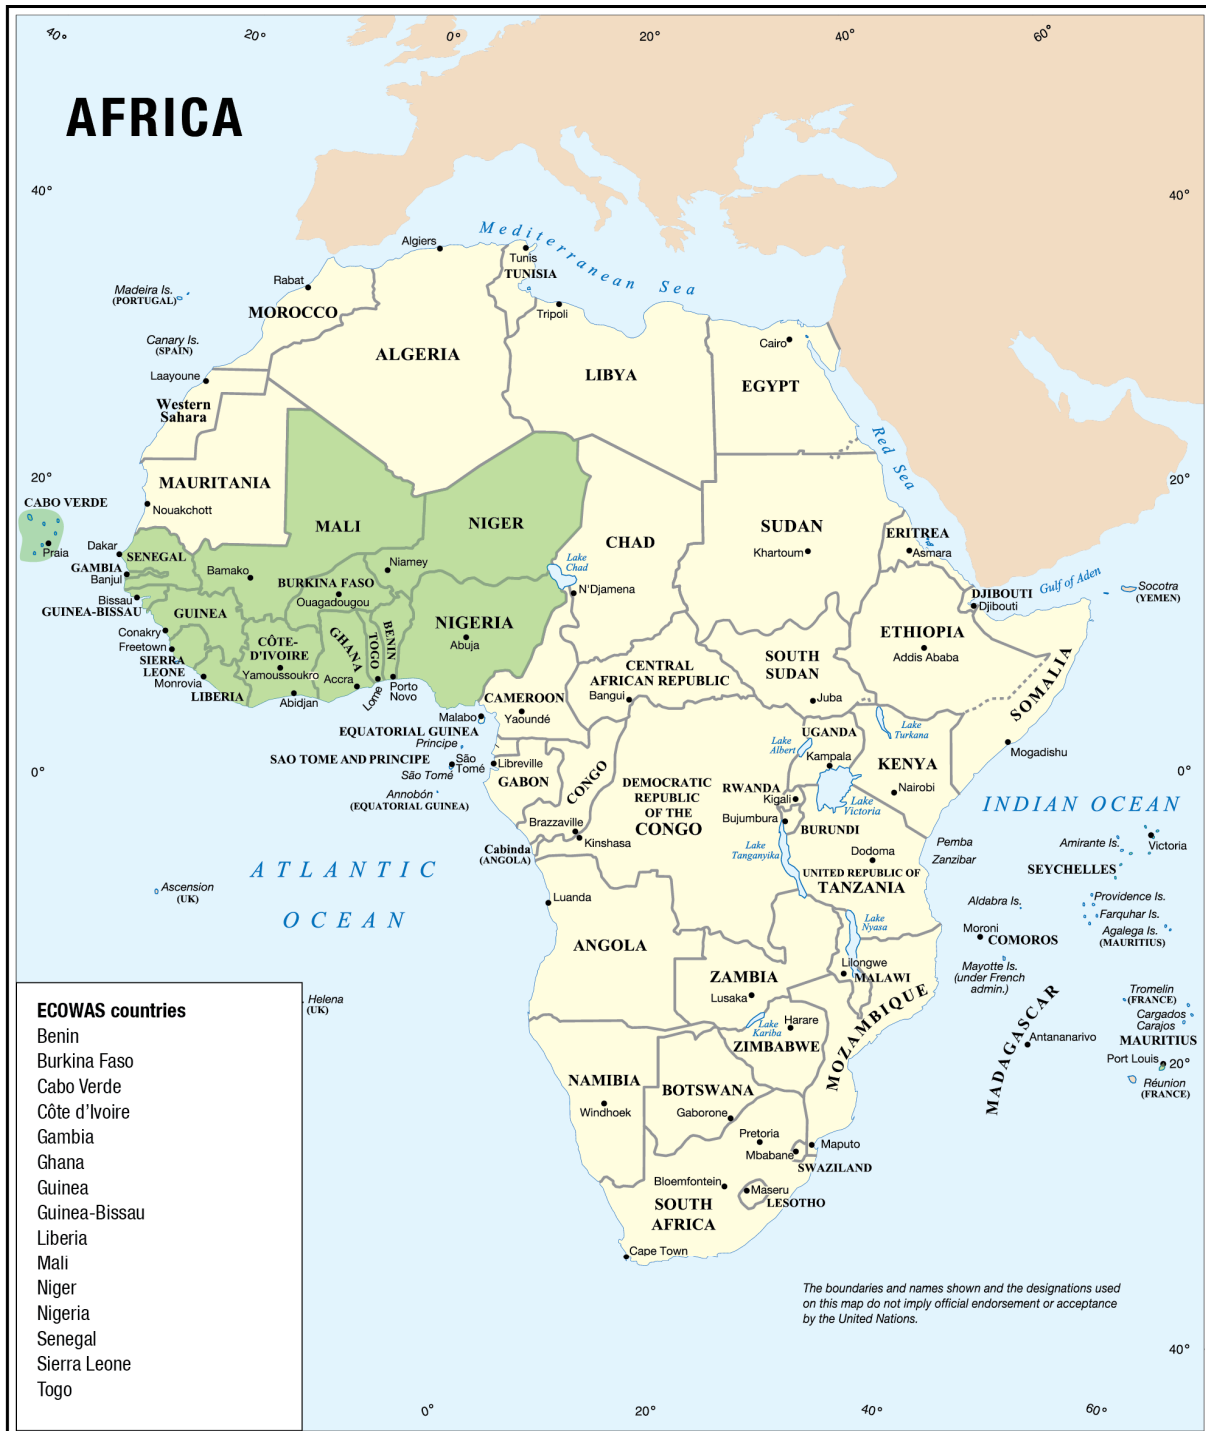 40°
20°
0°
20°
40°
60°
AFRICA
40°
40°
Mediterranean Sea
Algiers
Tunis
TUNISIA
Rabat
Madeira Is.
(PORTUGAL)
MOROCCO
Tripoli
Canary Is.
(SPAIN)
Cairo
ALGERIA
LIBYA
EGYPT
Laayoune
Western
Sahara
Red Sea
20°
20°
MAURITANIA
CABO VERDE
Nouakchott
MALI
NIGER
CHAD
SUDAN
ERITREA
Praia
Dakar
SENEGAL
Khartoum
Asmara
GAMBIA
Banjul
Bamako
Niamey
Lake
Chad
Gulf of Aden
BURKINA FASO
N'Djamena
Socotra
(YEMEN)
Bissau
GUINEA-BISSAU
Ouagadougou
DJIBOUTI
Djibouti
GUINEA
NIGERIA
Abuja
ETHIOPIA
Addis Ababa
Conakry
Freetown
SIERRA
LEONE
Monrovia
LIBERIA
CÔTE-
D'IVOIRE
Yamoussoukro
Abidjan
GHANA
TOGO
BENIN
Accra
Lome
Porto
Novo
CENTRAL
AFRICAN REPUBLIC
Bangui
SOUTH
SUDAN
Juba
SOMALIA
CAMEROON
Yaoundé
Malabo
EQUATORIAL GUINEA
Principe
SAO TOME AND PRINCIPE
São
Tomé
São Tomé
Libreville
GABON
CONGO
Annobón
(EQUATORIAL GUINEA)
Lake
Albert
UGANDA
Kampala
Lake
Turkana
Mogadishu
KENYA
Nairobi
0°
0°
DEMOCRATIC
REPUBLIC
OF THE
CONGO
RWANDA
Kigali
Bujumbura
BURUNDI
Lake
Victoria
INDIAN OCEAN
Brazzaville
Kinshasa
Cabinda
(ANGOLA)
Lake
Tanganyika
Dodoma
UNITED REPUBLIC OF
TANZANIA
Pemba
Zanzibar
Amirante Is.
Victoria
SEYCHELLES
ATLANTIC
OCEAN
Ascension
(UK)
Luanda
Aldabra Is.
Providence Is.
Farquhar Is.
Agalega Is.
(MAURITIUS)
Lake
Nyasa
Moroni
COMOROS
ANGOLA
ZAMBIA
Lusaka
Lilongwe
MALAWI
Mayotte Is.
(under French
admin.)
. Helena
(UK)
Tromelin
(FRANCE)
Cargados
Carajos
MAURITIUS
Port Louis
20°
Réunion
(FRANCE)
MADAGASCAR
Antananarivo
MOZAMBIQUE
Harare
Lake
Kariba
ZIMBABWE
NAMIBIA
Windhoek
BOTSWANA
Gaborone
Pretoria
Mbabane
Maputo
SWAZILAND
Bloemfontein
Maseru
LESOTHO
SOUTH
AFRICA
Cape Town
ECOWAS countries
Benin
Burkina Faso
Cabo Verde
Côte d'Ivoire
Gambia
Ghana
Guinea
Guinea-Bissau
Liberia
Mali
Niger
Nigeria
Senegal
Sierra Leone
Togo
The boundaries and names shown and the designations used
on this map do not imply official endorsement or acceptance
by the United Nations.
40°
0°
20°
40°
60°